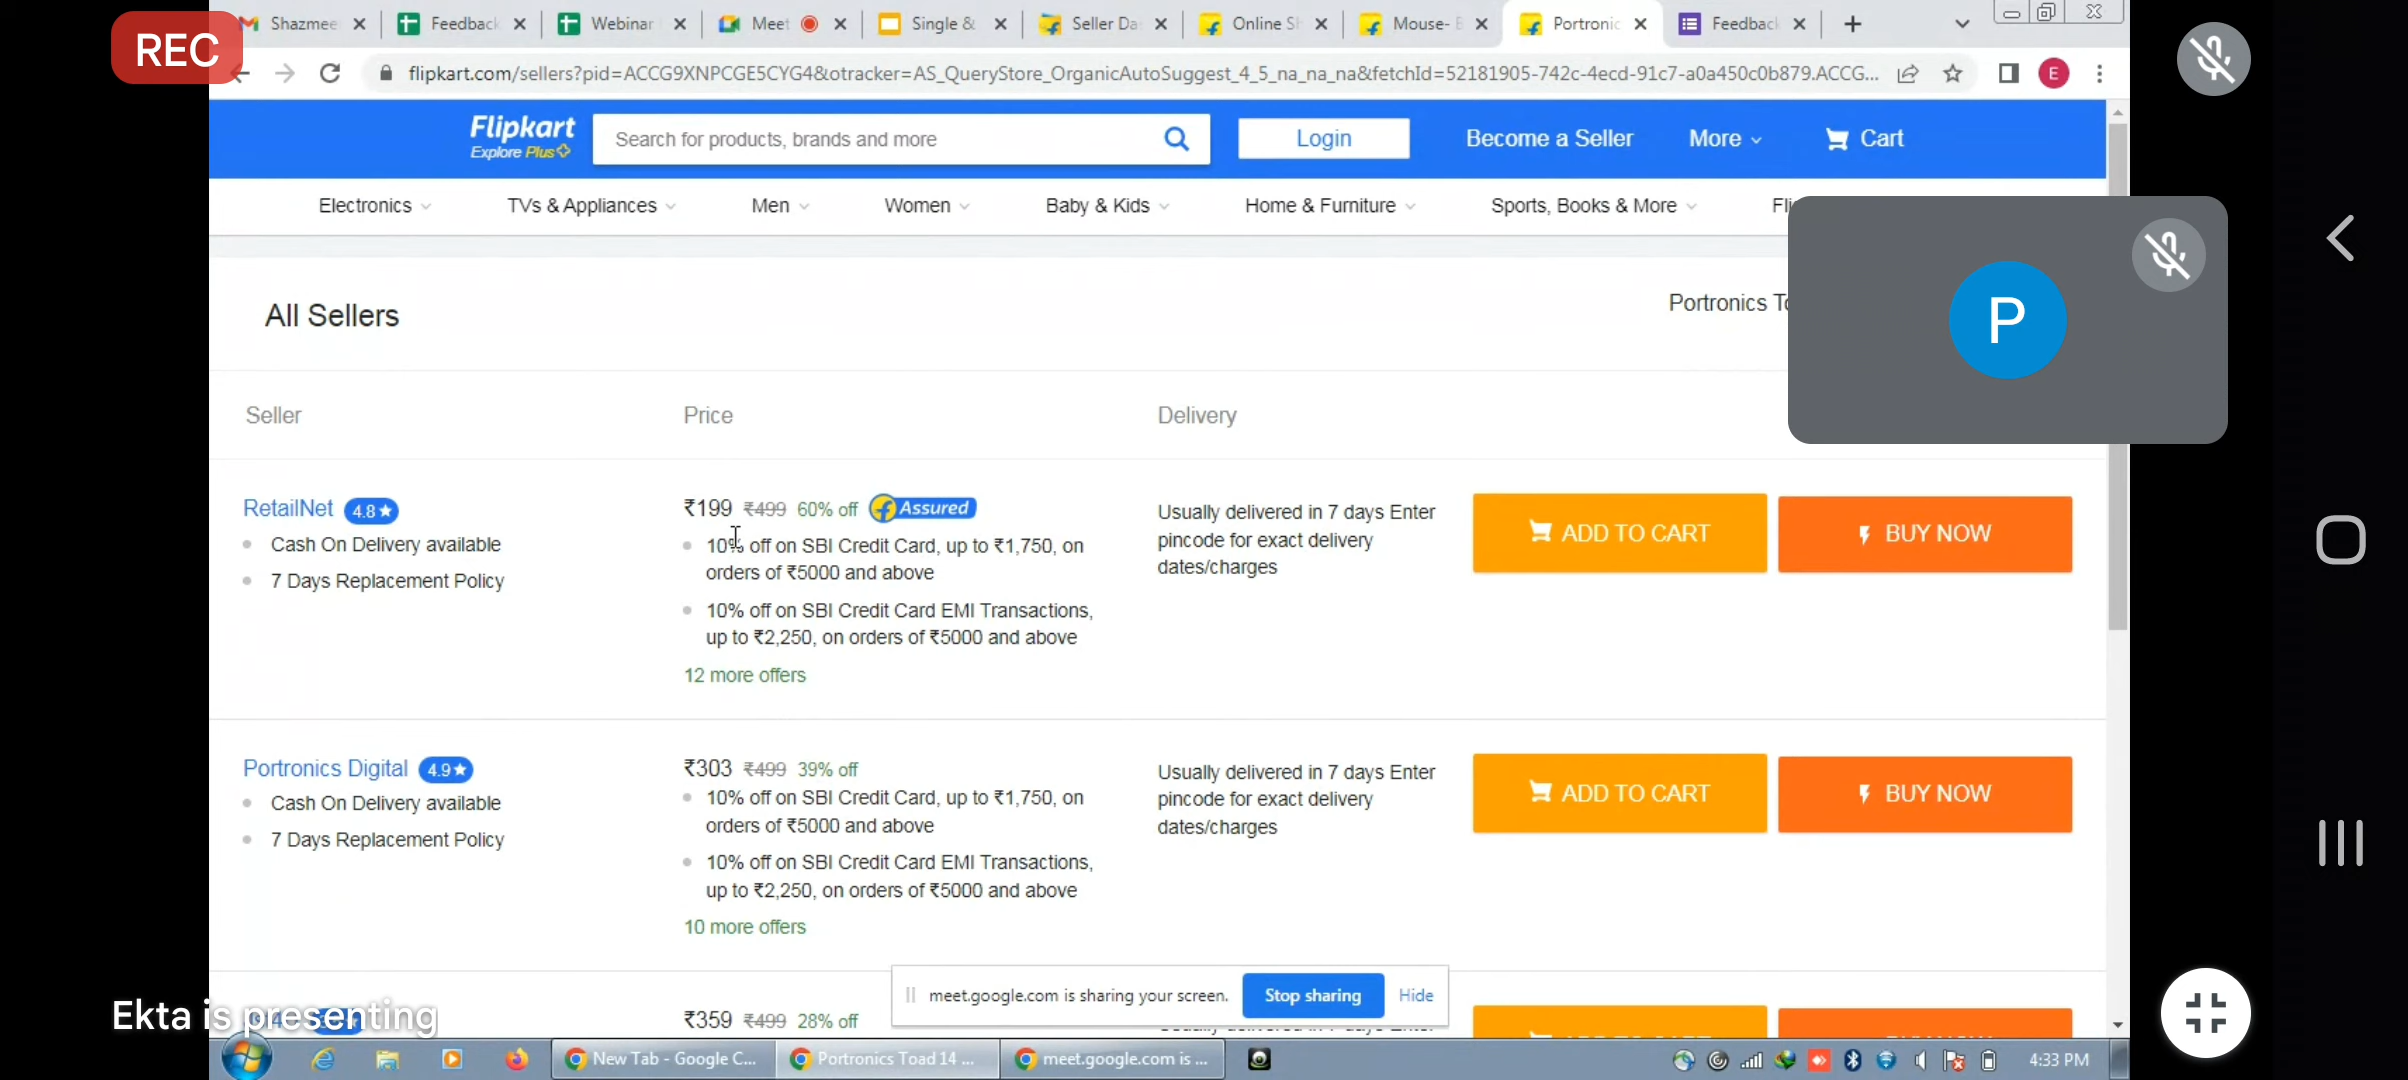 REC
Shazmee
Feedback
Webinar
Meet
Single &
Seller Da
Online S
Mouse-
Portronic
Feedback
flipkart.com/sellers?pid=ACCG9XNPCGE5CYG4&otracker=AS_QueryStore_OrganicAutoSuggest_4_5_na_na_na&fetchId=52181905-742c-4ecd-91c7-a0a450c0b879.ACCG...
E
Flipkart
Explore Plus
Search for products, brands and more
Login
Become a Seller
More
Cart
Electronics
TVs & Appliances
Men
Women
Baby & Kids
Home & Furniture
Sports, Books & More
Fli
All Sellers
Portronics To
P
Seller
Price
Delivery
RetailNet 4.8★
Cash On Delivery available
7 Days Replacement Policy
₹199 ₹499 60% off Assured
10% off on SBI Credit Card, up to ₹1,750, on
orders of ₹5000 and above
10% off on SBI Credit Card EMI Transactions,
up to ₹2,250, on orders of ₹5000 and above
12 more offers
Usually delivered in 7 days Enter
pincode for exact delivery
dates/charges
ADD TO CART
BUY NOW
Portronics Digital 4.9★
Cash On Delivery available
7 Days Replacement Policy
₹303 ₹499 39% off
10% off on SBI Credit Card, up to ₹1,750, on
orders of ₹5000 and above
10% off on SBI Credit Card EMI Transactions,
up to ₹2,250, on orders of ₹5000 and above
10 more offers
Usually delivered in 7 days Enter
pincode for exact delivery
dates/charges
ADD TO CART
BUY NOW
₹359 ₹499 28% off
meet.google.com is sharing your screen.
Stop sharing
Hide
Ekta is presenting
New Tab - Google C...
Portronics Toad 14 ...
meet.google.com is ...
4:33 PM